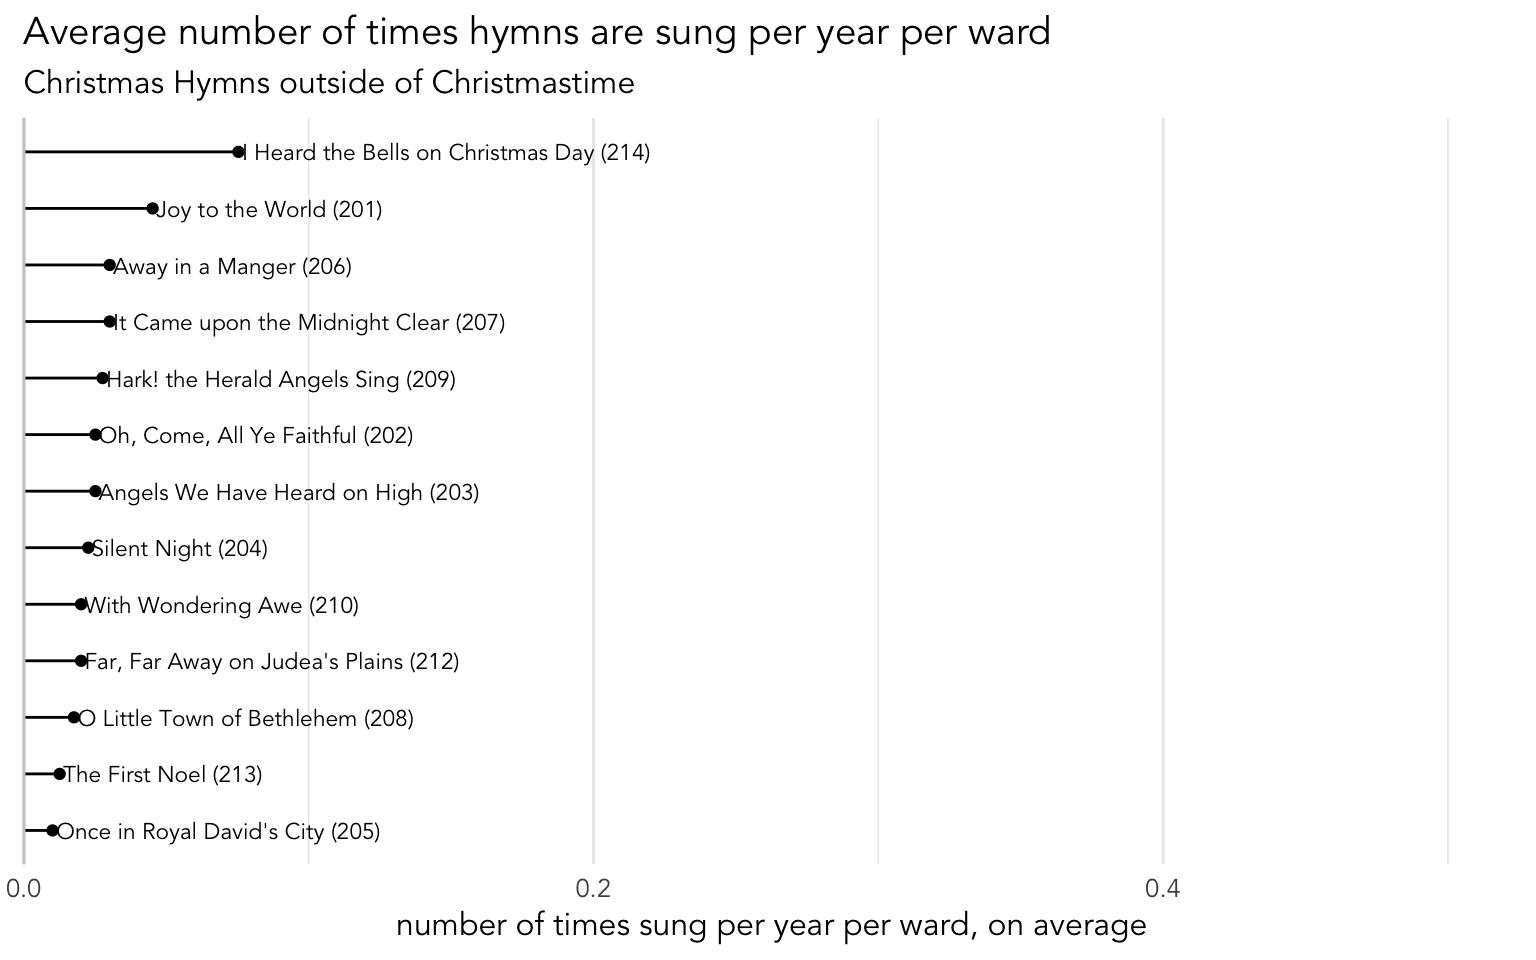 Average number of times hymns are sung per year per ward
Christmas Hymns outside of Christmastime
I Heard the Bells on Christmas Day (214)
Joy to the World (201)
Away in a Manger (206)
It Came upon the Midnight Clear (207)
Hark! the Herald Angels Sing (209)
Oh, Come, All Ye Faithful (202)
Angels We Have Heard on High (203)
Silent Night (204)
With Wondering Awe (210)
Far, Far Away on Judea's Plains (212)
O Little Town of Bethlehem (208)
The First Noel (213)
Once in Royal David's City (205)
0.0 0.2 0.4
number of times sung per year per ward, on average